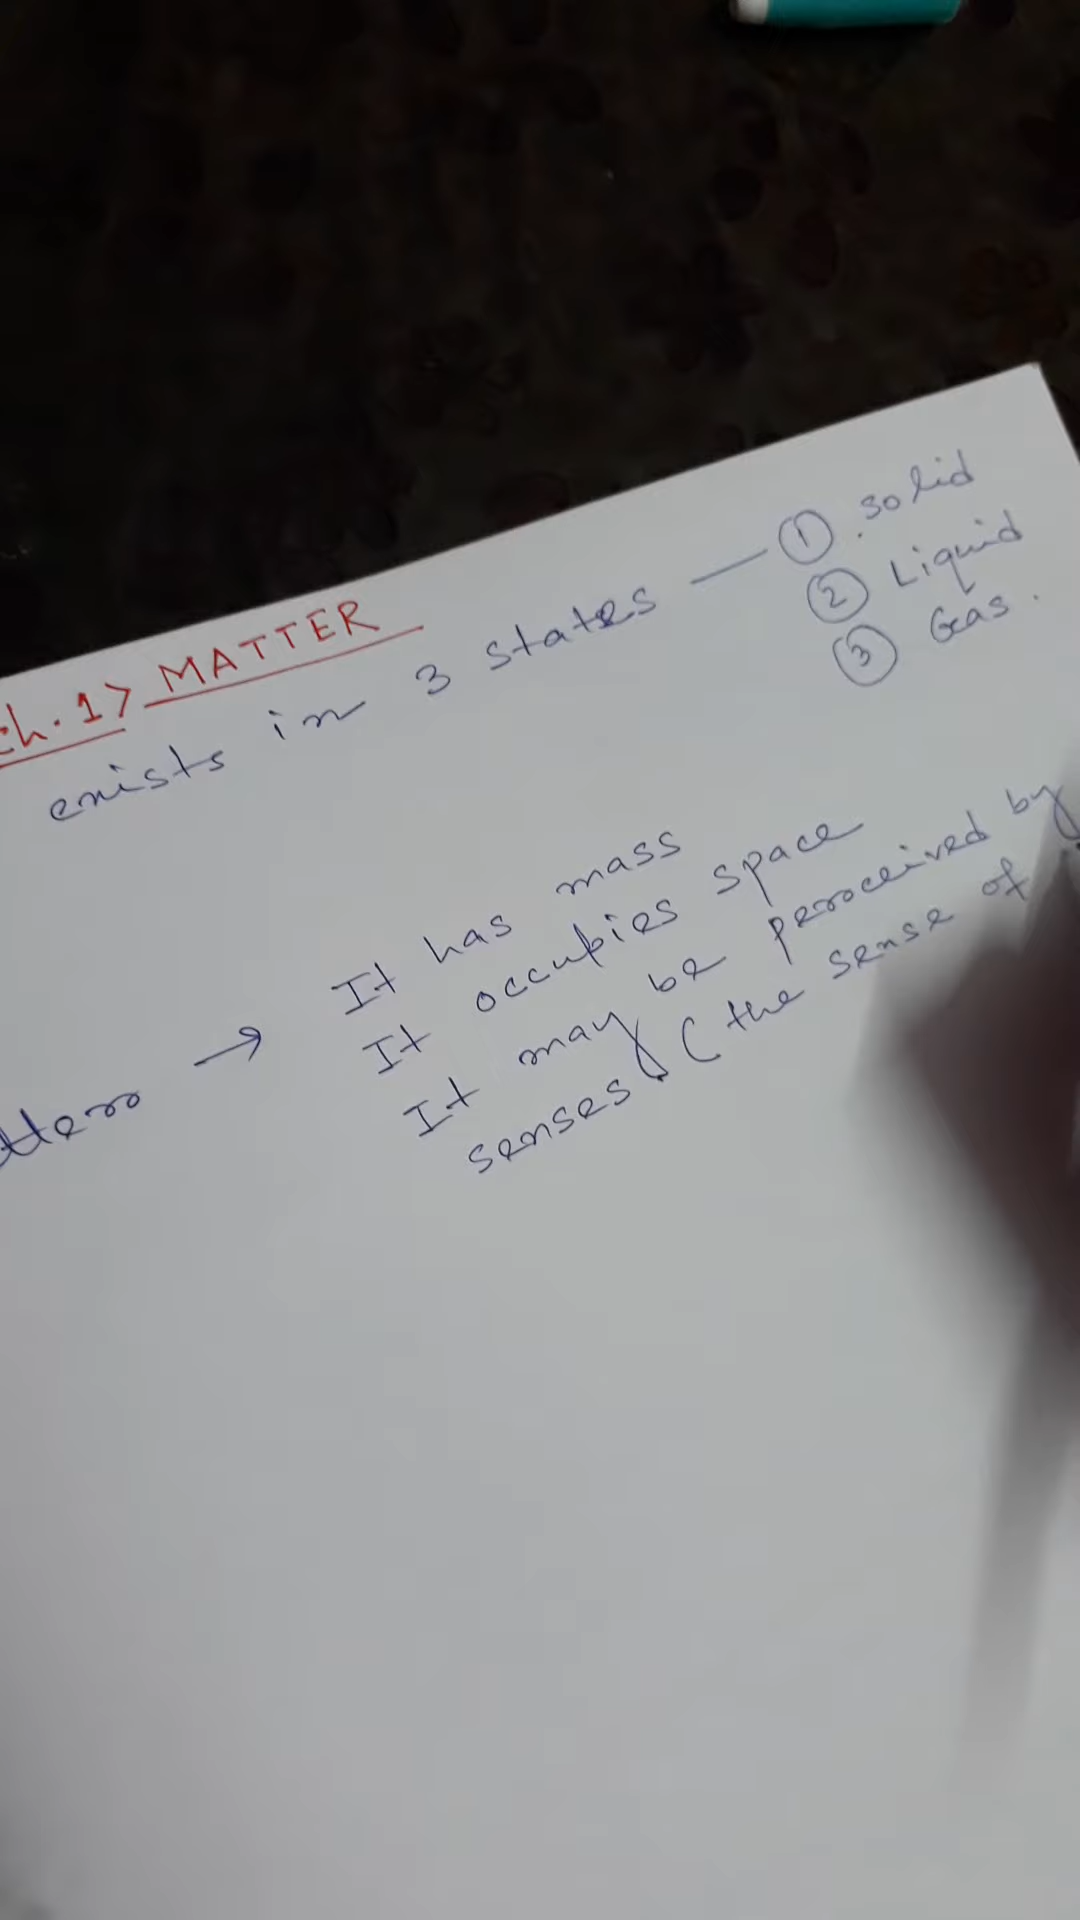 ch. 1> MATTER
exists in 3 states — ① solid
② Liquid
③ Gas.
→ It has mass
It occupies space
It may be perceived by
senses (the sense of